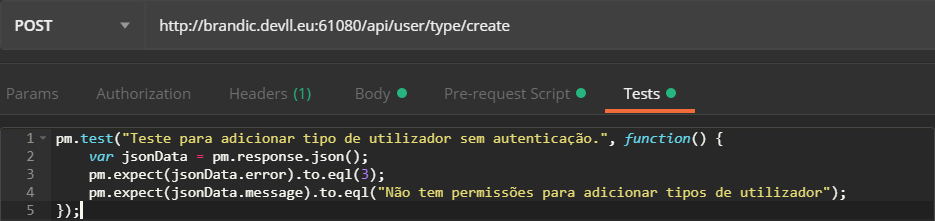 POST http://brandic.devll.eu:61080/api/user/type/create
Params Authorization Headers (1) Body Pre-request Script Tests
1 pm.test("Teste para adicionar tipo de utilizador sem autenticação.", function() {
2 var jsonData = pm.response.json();
3 pm.expect(jsonData.error).to.eql(3);
4 pm.expect(jsonData.message).to.eql("Não tem permissões para adicionar tipos de utilizador");
5 });